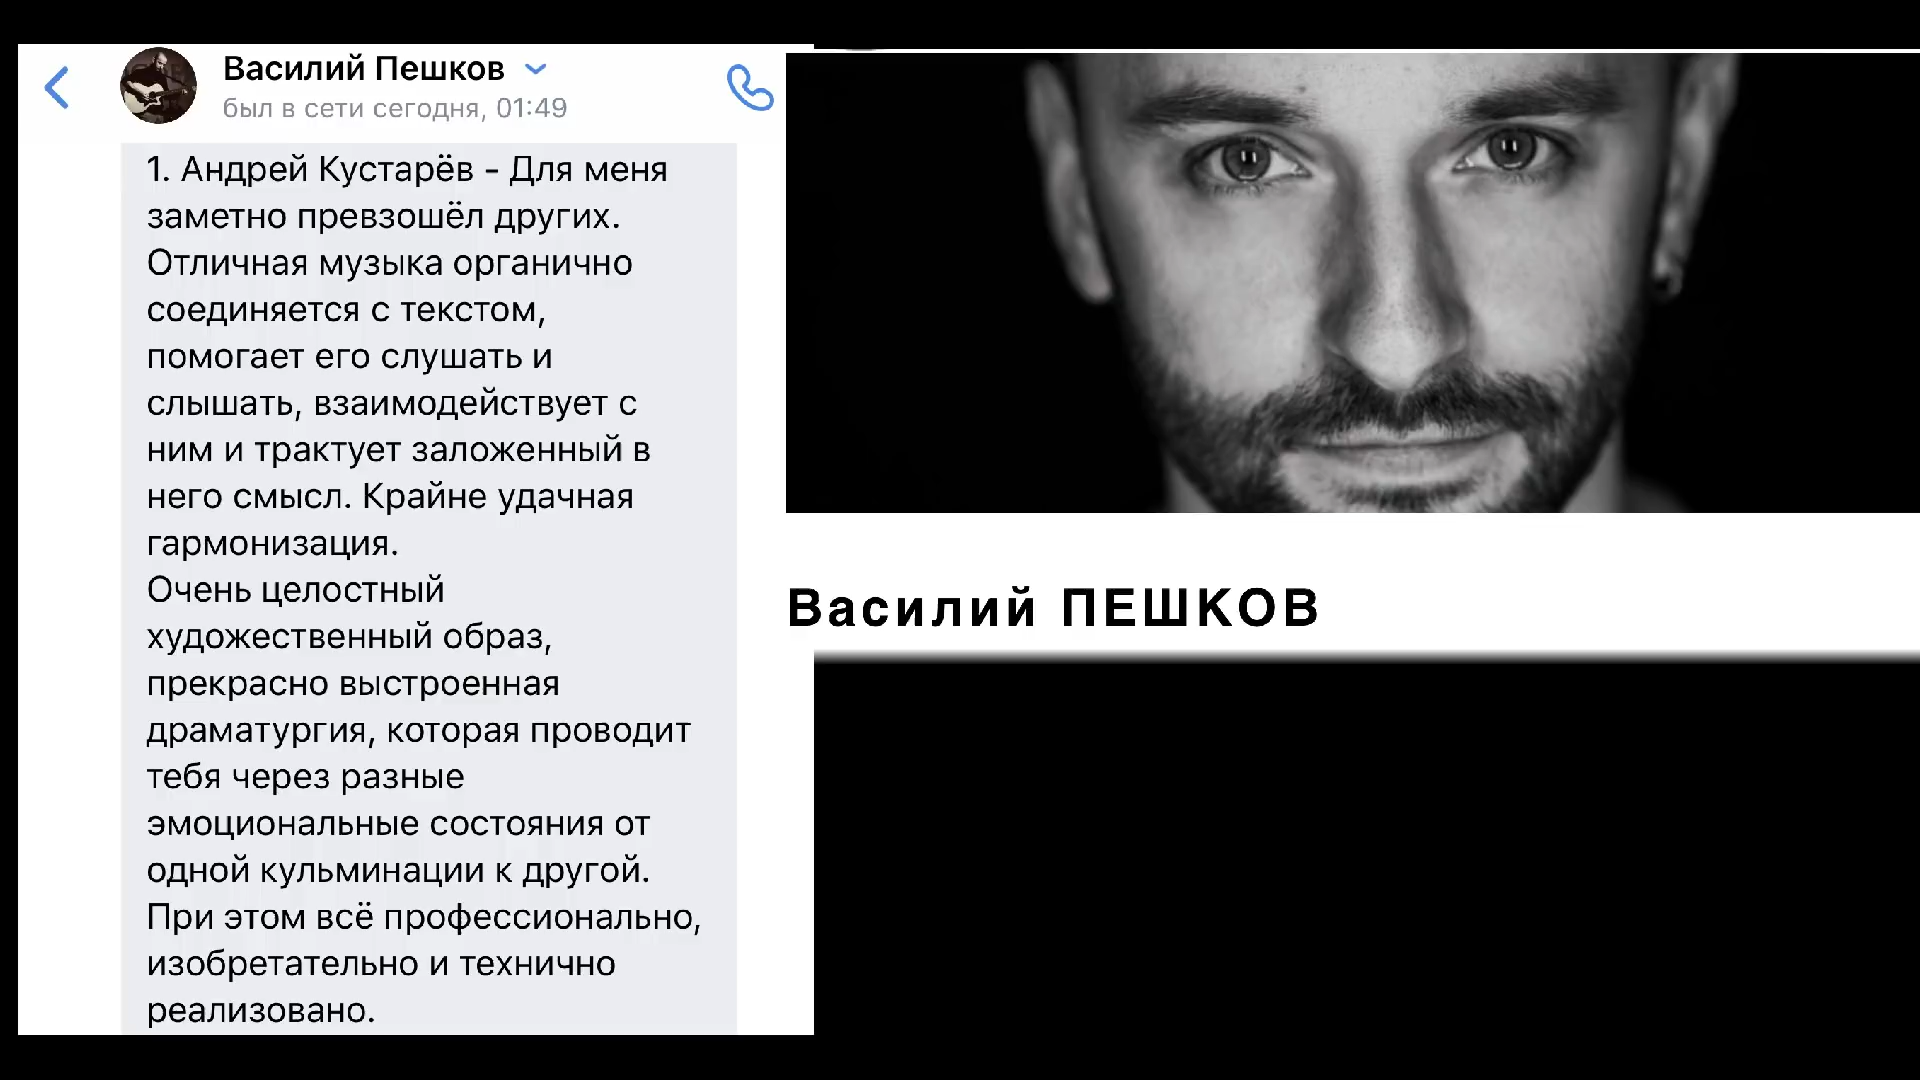 Василий Пешков
был в сети сегодня, 01:49
1. Андрей Кустарёв - Для меня
заметно превзошёл других.
Отличная музыка органично
соединяется с текстом,
помогает его слушать и
слышать, взаимодействует с
ним и трактует заложенный в
него смысл. Крайне удачная
гармонизация.
Очень целостный
художественный образ,
прекрасно выстроенная
драматургия, которая проводит
тебя через разные
эмоциональные состояния от
одной кульминации к другой.
При этом всё профессионально,
изобретательно и технично
реализовано.
Василий ПЕШКОВ